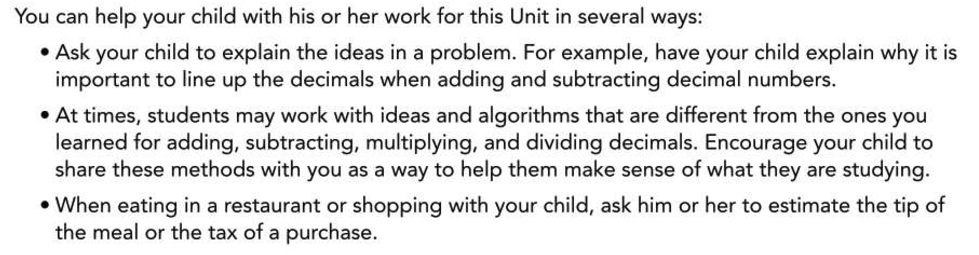 You can help your child with his or her work for this Unit in several ways:
• Ask your child to explain the ideas in a problem. For example, have your child explain why it is
important to line up the decimals when adding and subtracting decimal numbers.
• At times, students may work with ideas and algorithms that are different from the ones you
learned for adding, subtracting, multiplying, and dividing decimals. Encourage your child to
share these methods with you as a way to help them make sense of what they are studying.
• When eating in a restaurant or shopping with your child, ask him or her to estimate the tip of
the meal or the tax of a purchase.